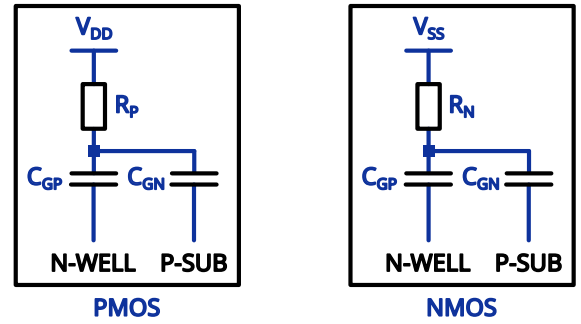 VDD
RP
CGP
CGN
N-WELL P-SUB
PMOS
VSS
RN
CGP
CGN
N-WELL P-SUB
NMOS